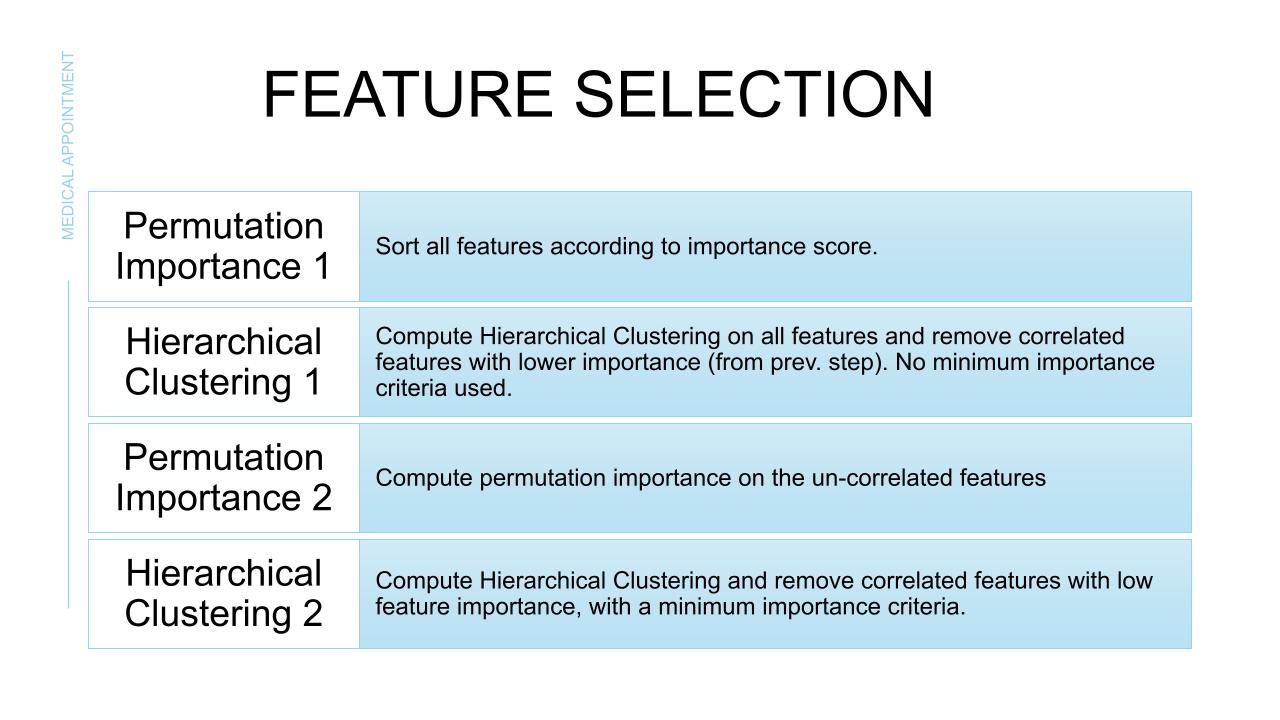 MEDICAL APPOINTMENT
FEATURE SELECTION
Permutation
Importance 1
Sort all features according to importance score.
Hierarchical
Clustering 1
Compute Hierarchical Clustering on all features and remove correlated
features with lower importance (from prev. step). No minimum importance
criteria used.
Permutation
Importance 2
Compute permutation importance on the un-correlated features
Hierarchical
Clustering 2
Compute Hierarchical Clustering and remove correlated features with low
feature importance, with a minimum importance criteria.